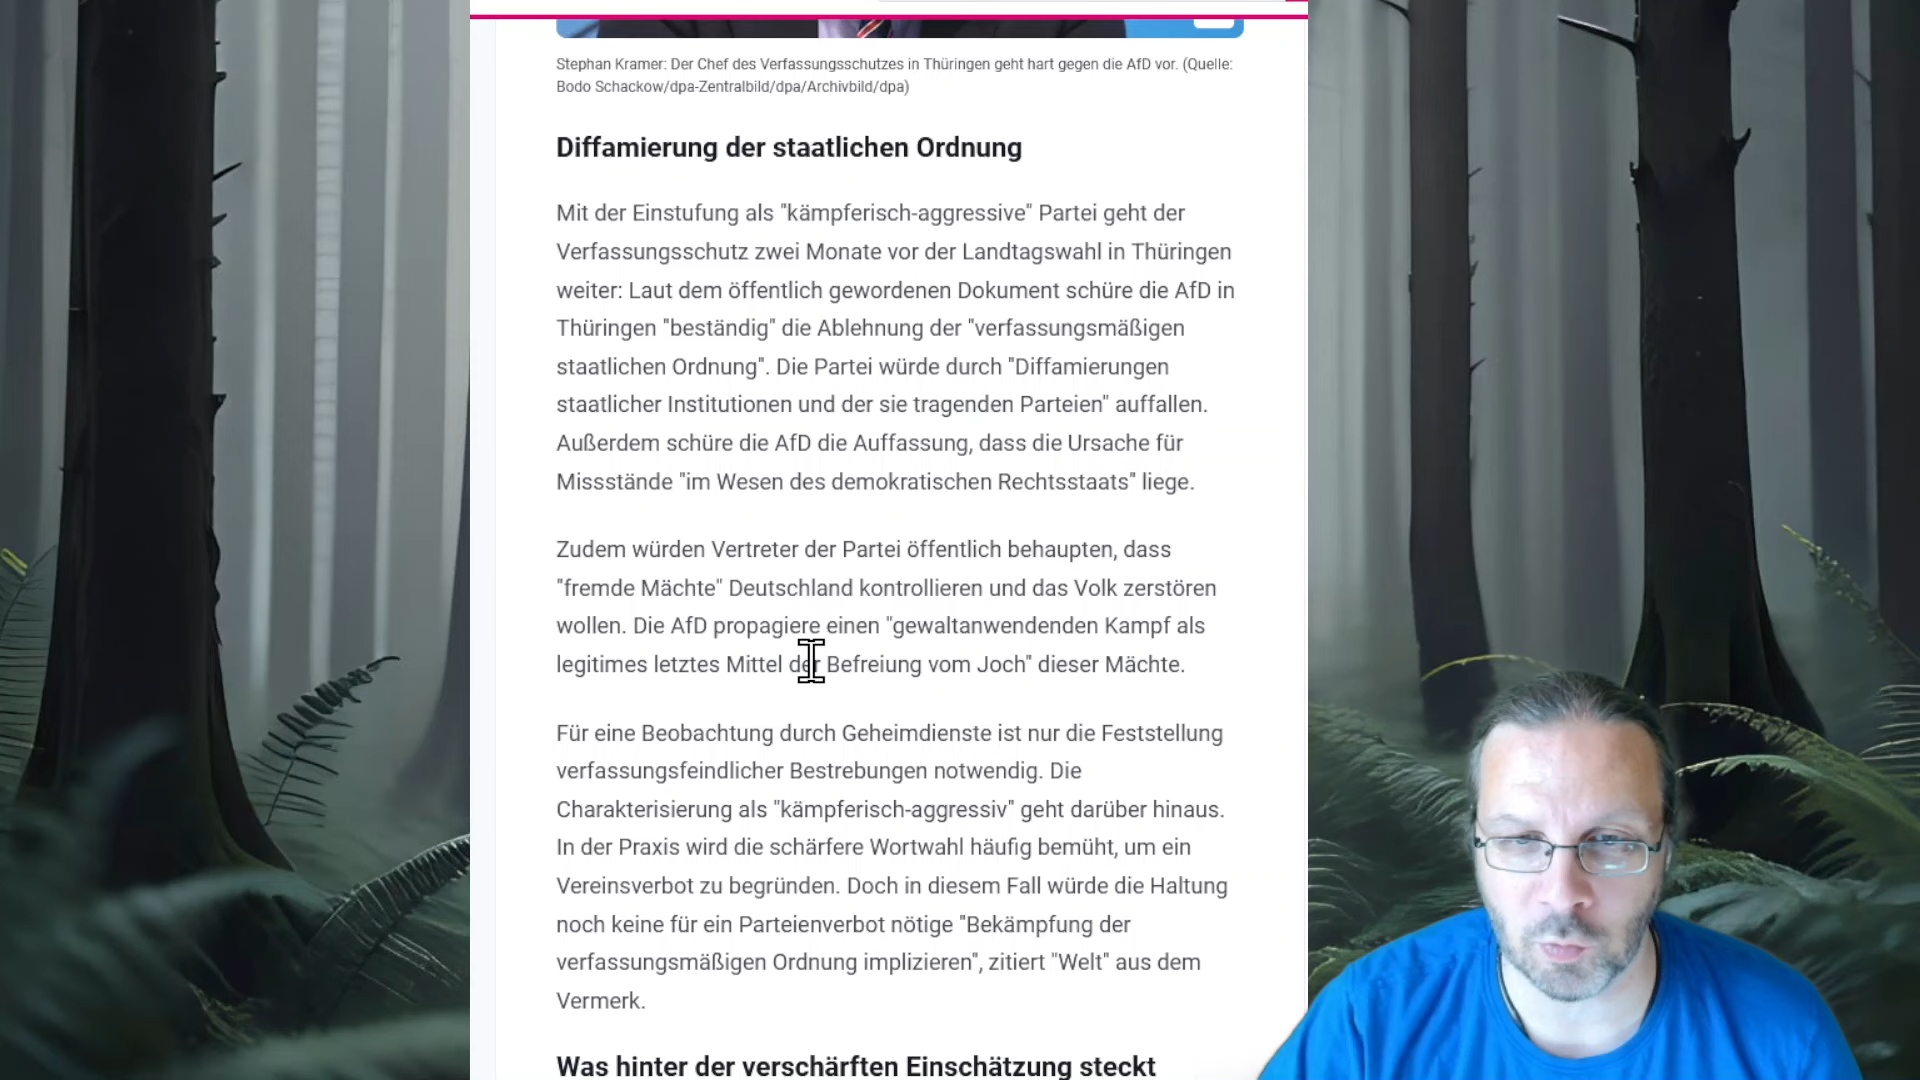 Stephan Kramer: Der Chef des Verfassungsschutzes in Thüringen geht hart gegen die AfD vor. (Quelle:
Bodo Schackow/dpa-Zentralbild/dpa/Archivbild/dpa)
Diffamierung der staatlichen Ordnung
Mit der Einstufung als "kämpferisch-aggressive" Partei geht der
Verfassungsschutz zwei Monate vor der Landtagswahl in Thüringen
weiter: Laut dem öffentlich gewordenen Dokument schüre die AfD in
Thüringen "beständig" die Ablehnung der "verfassungsmäßigen
staatlichen Ordnung". Die Partei würde durch "Diffamierungen
staatlicher Institutionen und der sie tragenden Parteien" auffallen.
Außerdem schüre die AfD die Auffassung, dass die Ursache für
Missstände "im Wesen des demokratischen Rechtsstaats" liege.
Zudem würden Vertreter der Partei öffentlich behaupten, dass
"fremde Mächte" Deutschland kontrollieren und das Volk zerstören
wollen. Die AfD propagiere einen "gewaltanwendenden Kampf als
legitimes letztes Mittel der Befreiung vom Joch" dieser Mächte.
Für eine Beobachtung durch Geheimdienste ist nur die Feststellung
verfassungsfeindlicher Bestrebungen notwendig. Die
Charakterisierung als "kämpferisch-aggressiv" geht darüber hinaus.
In der Praxis wird die schärfere Wortwahl häufig bemüht, um ein
Vereinsverbot zu begründen. Doch in diesem Fall würde die Haltung
noch keine für ein Parteienverbot nötige "Bekämpfung der
verfassungsmäßigen Ordnung implizieren", zitiert "Welt" aus dem
Vermerk.
Was hinter der verschärften Einschätzung steckt